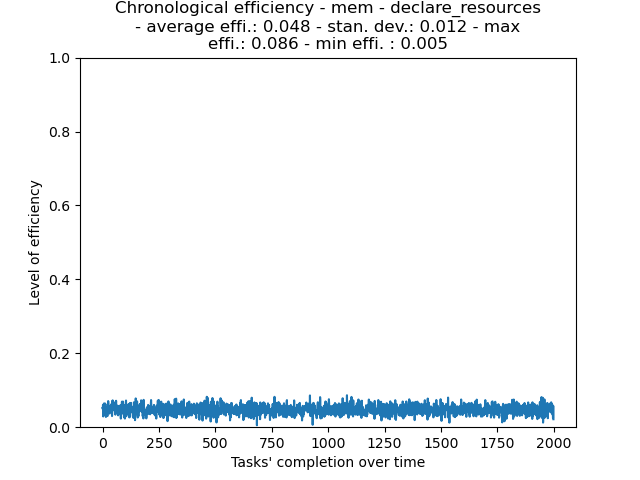 Chronological efficiency - mem - declare_resources
- average effi.: 0.048 - stan. dev.: 0.012 - max
effi.: 0.086 - min effi. : 0.005
1.0
0.8
0.6
0.4
0.2
0.0
Level of efficiency
0 250 500 750 1000 1250 1500 1750 2000
Tasks' completion over time